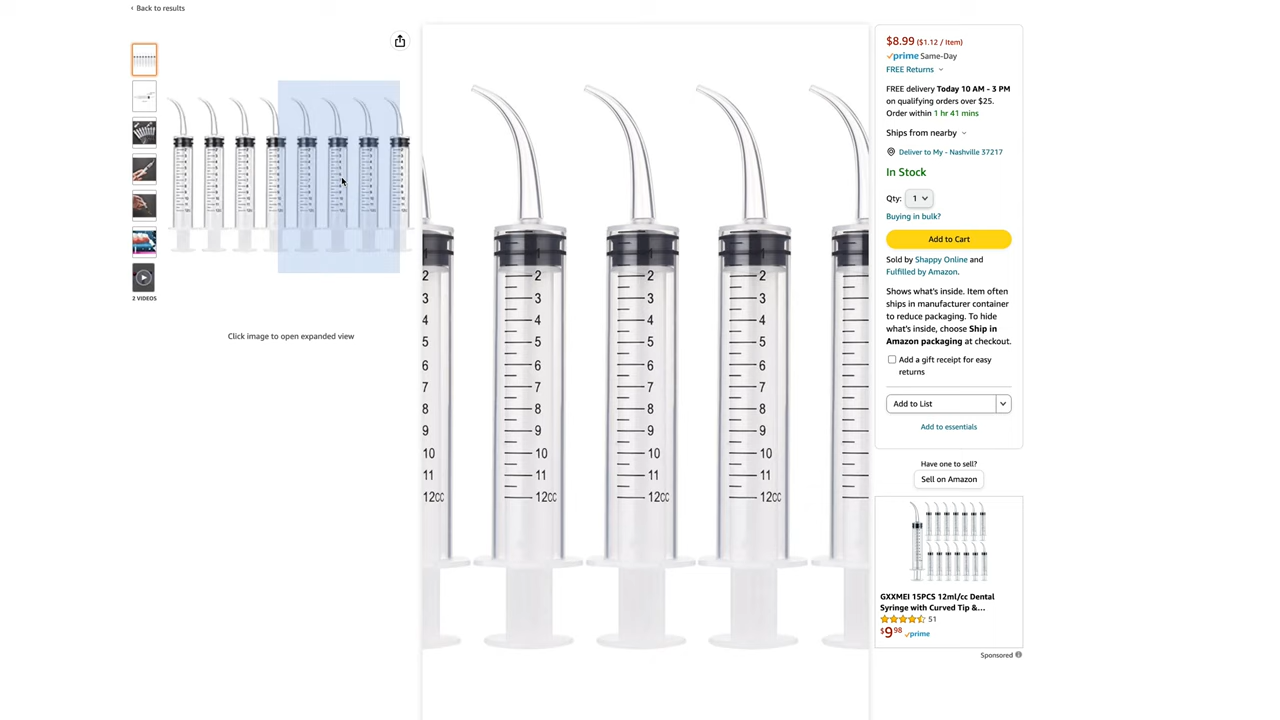 ‹ Back to results
2 VIDEOS
Click image to open expanded view
2
3
4
5
6
7
8
9
10
11
12cc
2
3
4
5
6
7
8
9
10
11
12cc
2
3
4
5
6
7
8
9
10
11
12cc
2
3
4
5
6
7
8
9
10
11
12cc
$8.99 ($1.12 / Item)
prime Same-Day
FREE Returns
FREE delivery Today 10 AM - 3 PM
on qualifying orders over $25.
Order within 1 hr 41 mins
Ships from nearby
Deliver to My - Nashville 37217
In Stock
Qty: 1
Buying in bulk?
Add to Cart
Sold by Shappy Online and
Fulfilled by Amazon.
Shows what's inside. Item often
ships in manufacturer container
to reduce packaging. To hide
what's inside, choose Ship in
Amazon packaging at checkout.
Add a gift receipt for easy
returns
Add to List
Add to essentials
Have one to sell?
Sell on Amazon
GXXMEI 15PCS 12ml/cc Dental
Syringe with Curved Tip &...
51
$9.98 prime
Sponsored